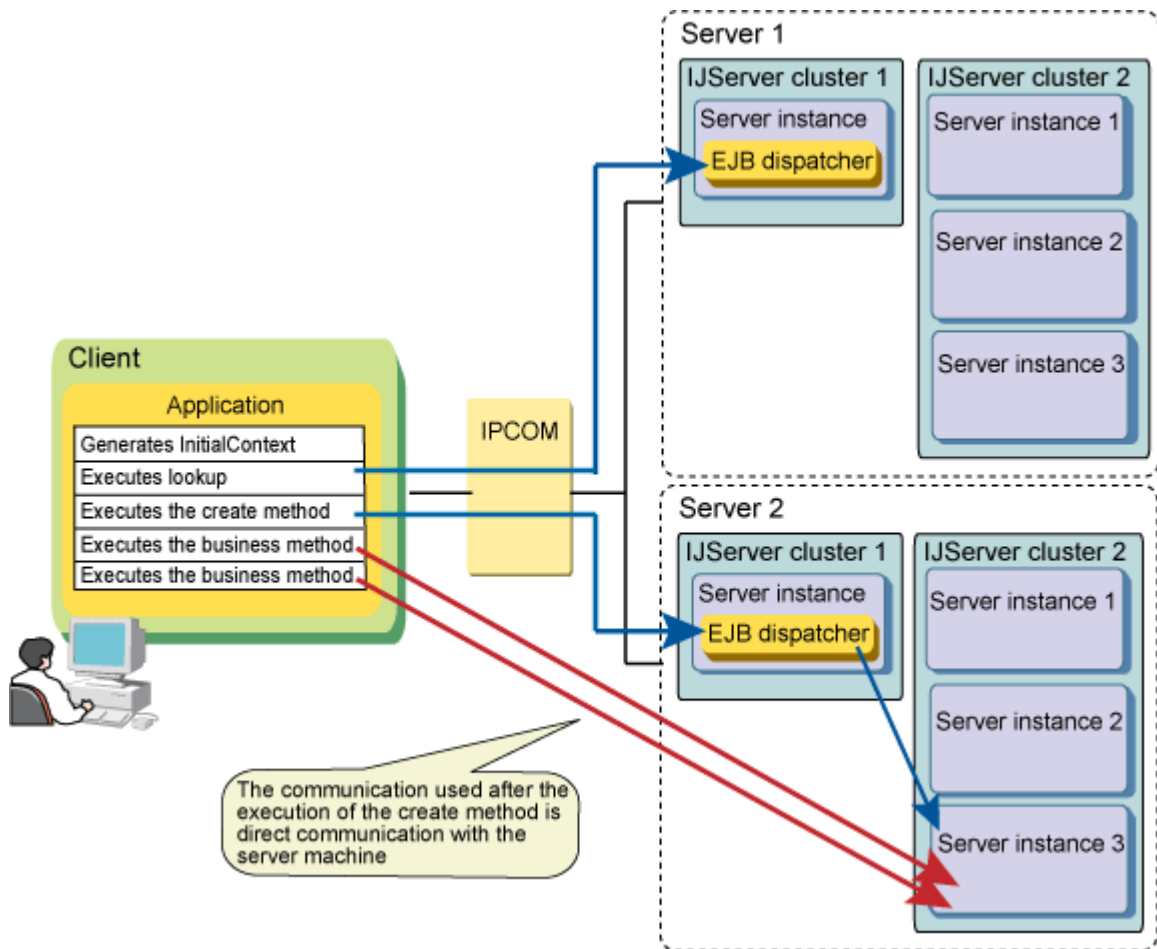 Server 1
IJServer cluster 1
Server instance
EJB dispatcher
IJServer cluster 2
Server instance 1
Server instance 2
Server instance 3
Client
Application
Generates InitialContext
Executes lookup
Executes the create method
Executes the business method
Executes the business method
IPCOM
Server 2
IJServer cluster 1
Server instance
EJB dispatcher
IJServer cluster 2
Server instance 1
Server instance 2
Server instance 3
The communication used after the
execution of the create method is
direct communication with the
server machine